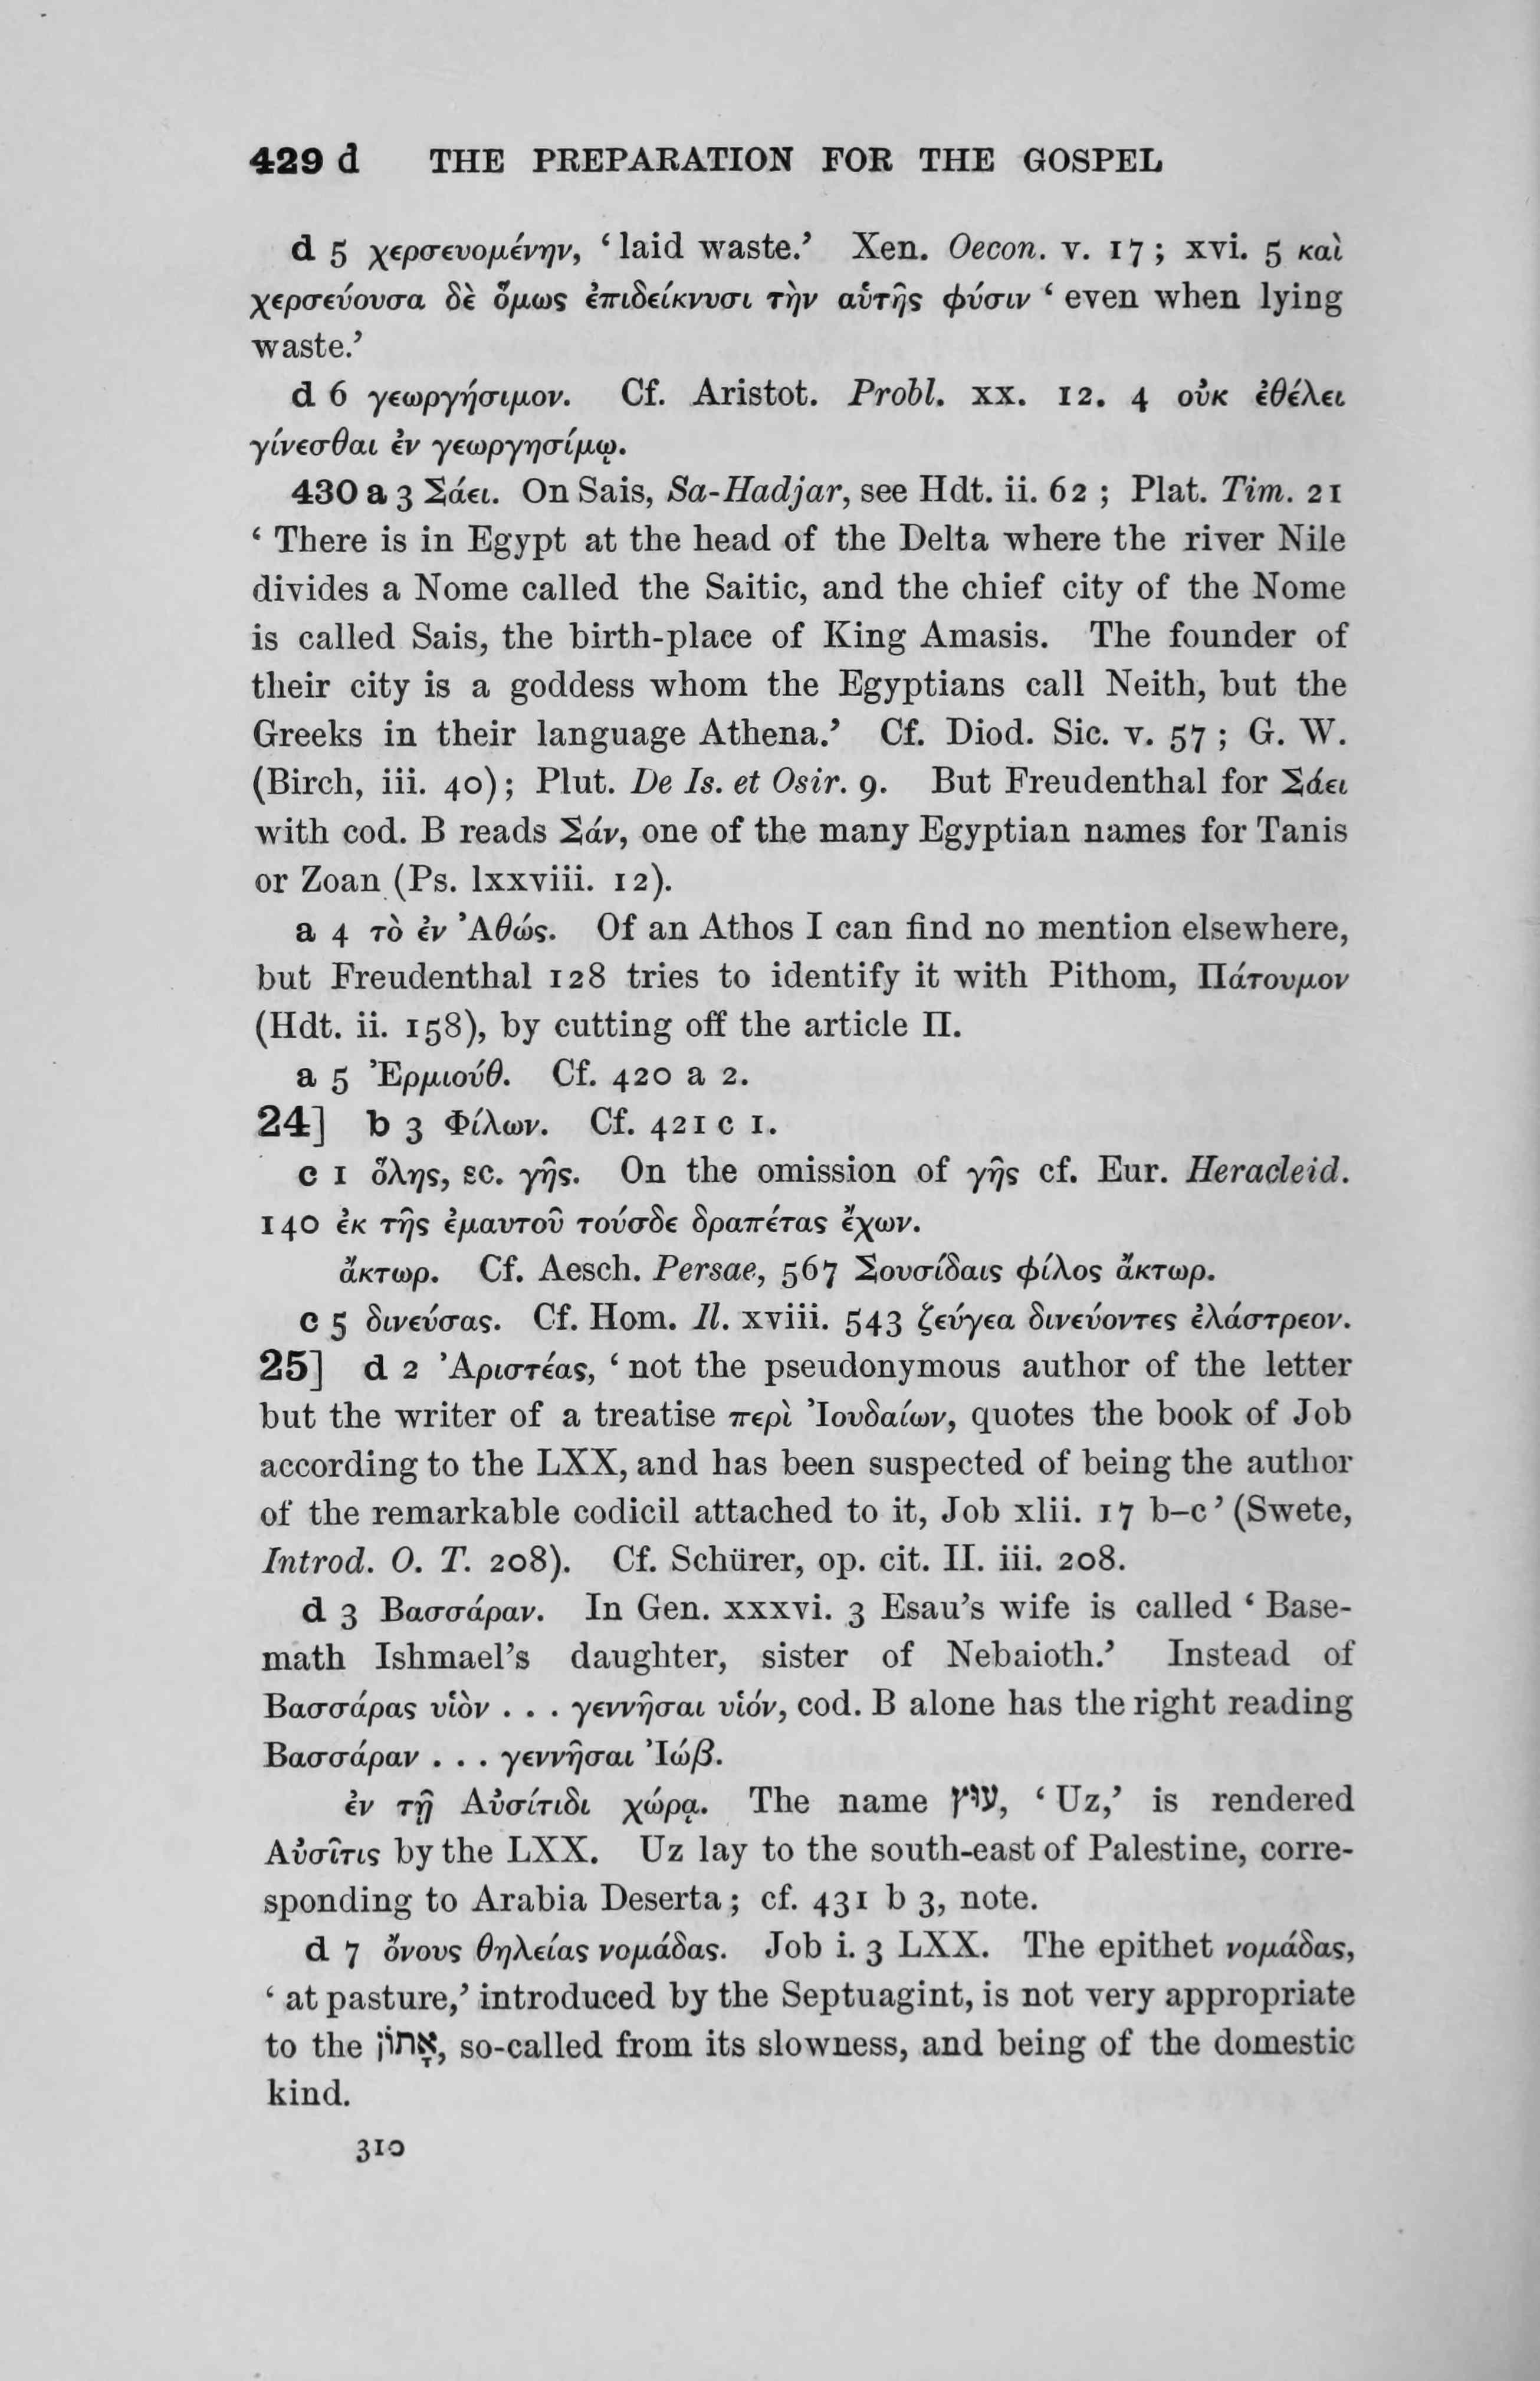 429 d THE PREPARATION FOR THE GOSPEL
d 5 χερσευομένην, ‘laid waste.’ Xen. Oecon. v. 17; xvi. 5 καὶ
χερσεύουσα δὲ ὅμως ἐπιδείκνυσι τὴν αὑτῆς φύσιν ‘even when lying
waste.’
d 6 γεωργήσιμον. Cf. Aristot. Probl. xx. 12. 4 οὐκ ἐθέλει
γίνεσθαι ἐν γεωργησίμῳ.
430 a 3 Σάει. On Sais, Sa-Hadjar, see Hdt. ii. 62; Plat. Tim. 21
‘There is in Egypt at the head of the Delta where the river Nile
divides a Nome called the Saitic, and the chief city of the Nome
is called Sais, the birth-place of King Amasis. The founder of
their city is a goddess whom the Egyptians call Neith, but the
Greeks in their language Athena.’ Cf. Diod. Sic. v. 57; G. W.
(Birch, iii. 40); Plut. De Is. et Osir. 9. But Freudenthal for Σάει
with cod. B reads Σάν, one of the many Egyptian names for Tanis
or Zoan (Ps. lxxviii. 12).
a 4 τὸ ἐν Ἀθώς. Of an Athos I can find no mention elsewhere,
but Freudenthal 128 tries to identify it with Pithom, Πάτουμον
(Hdt. ii. 158), by cutting off the article Π.
a 5 Ἑρμιούθ. Cf. 420 a 2.
24] b 3 Φίλων. Cf. 421 c 1.
c 1 ὅλης, sc. γῆς. On the omission of γῆς cf. Eur. Heracleid.
140 ἐκ τῆς ἐμαυτοῦ τούσδε δραπέτας ἔχων.
ἄκτωρ. Cf. Aesch. Persae, 567 Σουσίδαις φίλος ἄκτωρ.
c 5 δινεύσας. Cf. Hom. Il. xviii. 543 ζεύγεα δινεύοντες ἐλάστρεον.
25] d 2 Ἀριστέας, ‘not the pseudonymous author of the letter
but the writer of a treatise περὶ Ἰουδαίων, quotes the book of Job
according to the LXX, and has been suspected of being the author
of the remarkable codicil attached to it, Job xlii. 17 b–c’ (Swete,
Introd. O. T. 208). Cf. Schürer, op. cit. II. iii. 208.
d 3 Βασσάραν. In Gen. xxxvi. 3 Esau’s wife is called ‘Base-
math Ishmael’s daughter, sister of Nebaioth.’ Instead of
Βασσάρας υἱὸν . . . γεννῆσαι υἱόν, cod. B alone has the right reading
Βασσάραν . . . γεννῆσαι Ἰώβ.
ἐν τῇ Αὐσίτιδι χώρᾳ. The name עוּץ, ‘Uz,’ is rendered
Αὐσῖτις by the LXX. Uz lay to the south-east of Palestine, corre-
sponding to Arabia Deserta; cf. 431 b 3, note.
d 7 ὄνους θηλείας νομάδας. Job i. 3 LXX. The epithet νομάδας,
‘at pasture,’ introduced by the Septuagint, is not very appropriate
to the אָתוֹן, so-called from its slowness, and being of the domestic
kind.
310